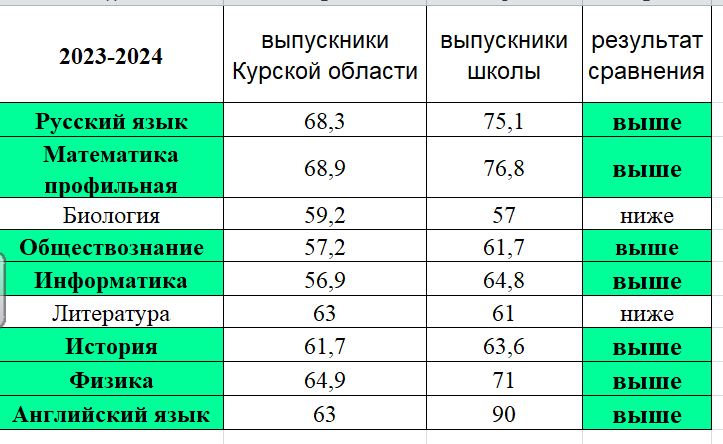 2023-2024 выпускники Курской области выпускники школы результат сравнения
Русский язык 68,3 75,1 выше
Математика профильная 68,9 76,8 выше
Биология 59,2 57 ниже
Обществознание 57,2 61,7 выше
Информатика 56,9 64,8 выше
Литература 63 61 ниже
История 61,7 63,6 выше
Физика 64,9 71 выше
Английский язык 63 90 выше